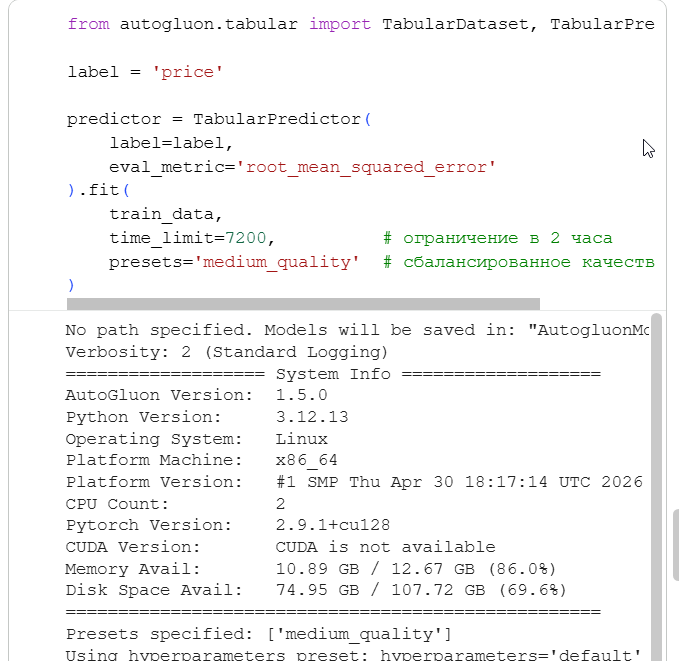 from autogluon.tabular import TabularDataset, TabularPre
label = 'price'
predictor = TabularPredictor(
    label=label,
    eval_metric='root_mean_squared_error'
).fit(
    train_data,
    time_limit=7200,          # ограничение в 2 часа
    presets='medium_quality'  # сбалансированное качеств
)
No path specified. Models will be saved in: "AutogluonMo
Verbosity: 2 (Standard Logging)
=================== System Info ===================
AutoGluon Version:  1.5.0
Python Version:     3.12.13
Operating System:   Linux
Platform Machine:   x86_64
Platform Version:   #1 SMP Thu Apr 30 18:17:14 UTC 2026
CPU Count:          2
Pytorch Version:    2.9.1+cu128
CUDA Version:       CUDA is not available
Memory Avail:       10.89 GB / 12.67 GB (86.0%)
Disk Space Avail:   74.95 GB / 107.72 GB (69.6%)
===================================================
Presets specified: ['medium_quality']
Using hyperparameters preset: hyperparameters='default'